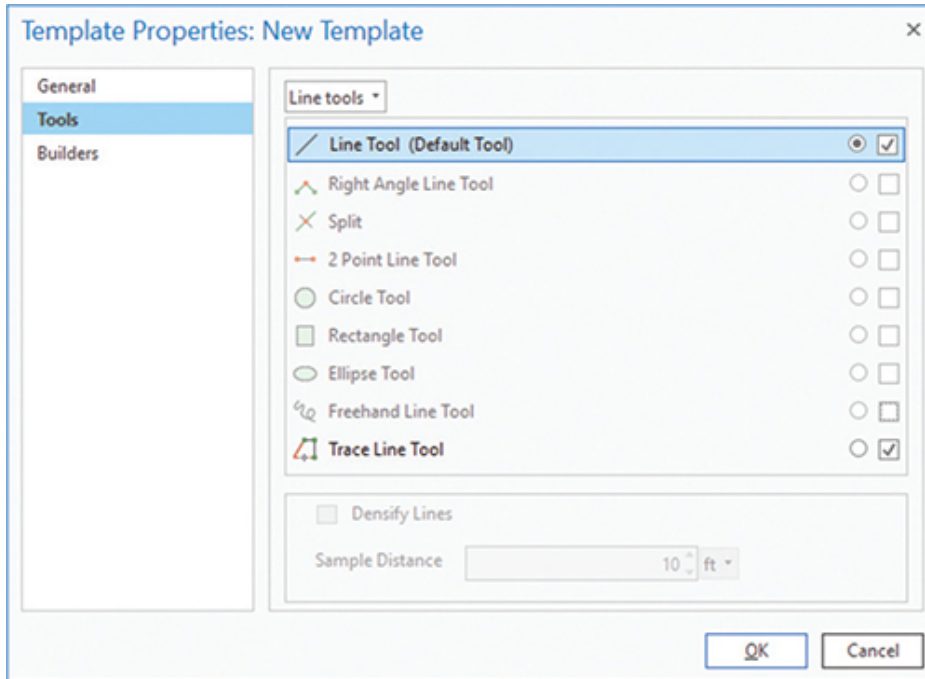 Template Properties: New Template
General
Tools
Builders
Line tools
Line Tool (Default Tool)
Right Angle Line Tool
Split
2 Point Line Tool
Circle Tool
Rectangle Tool
Ellipse Tool
Freehand Line Tool
Trace Line Tool
Densify Lines
Sample Distance 10 ft
OK Cancel